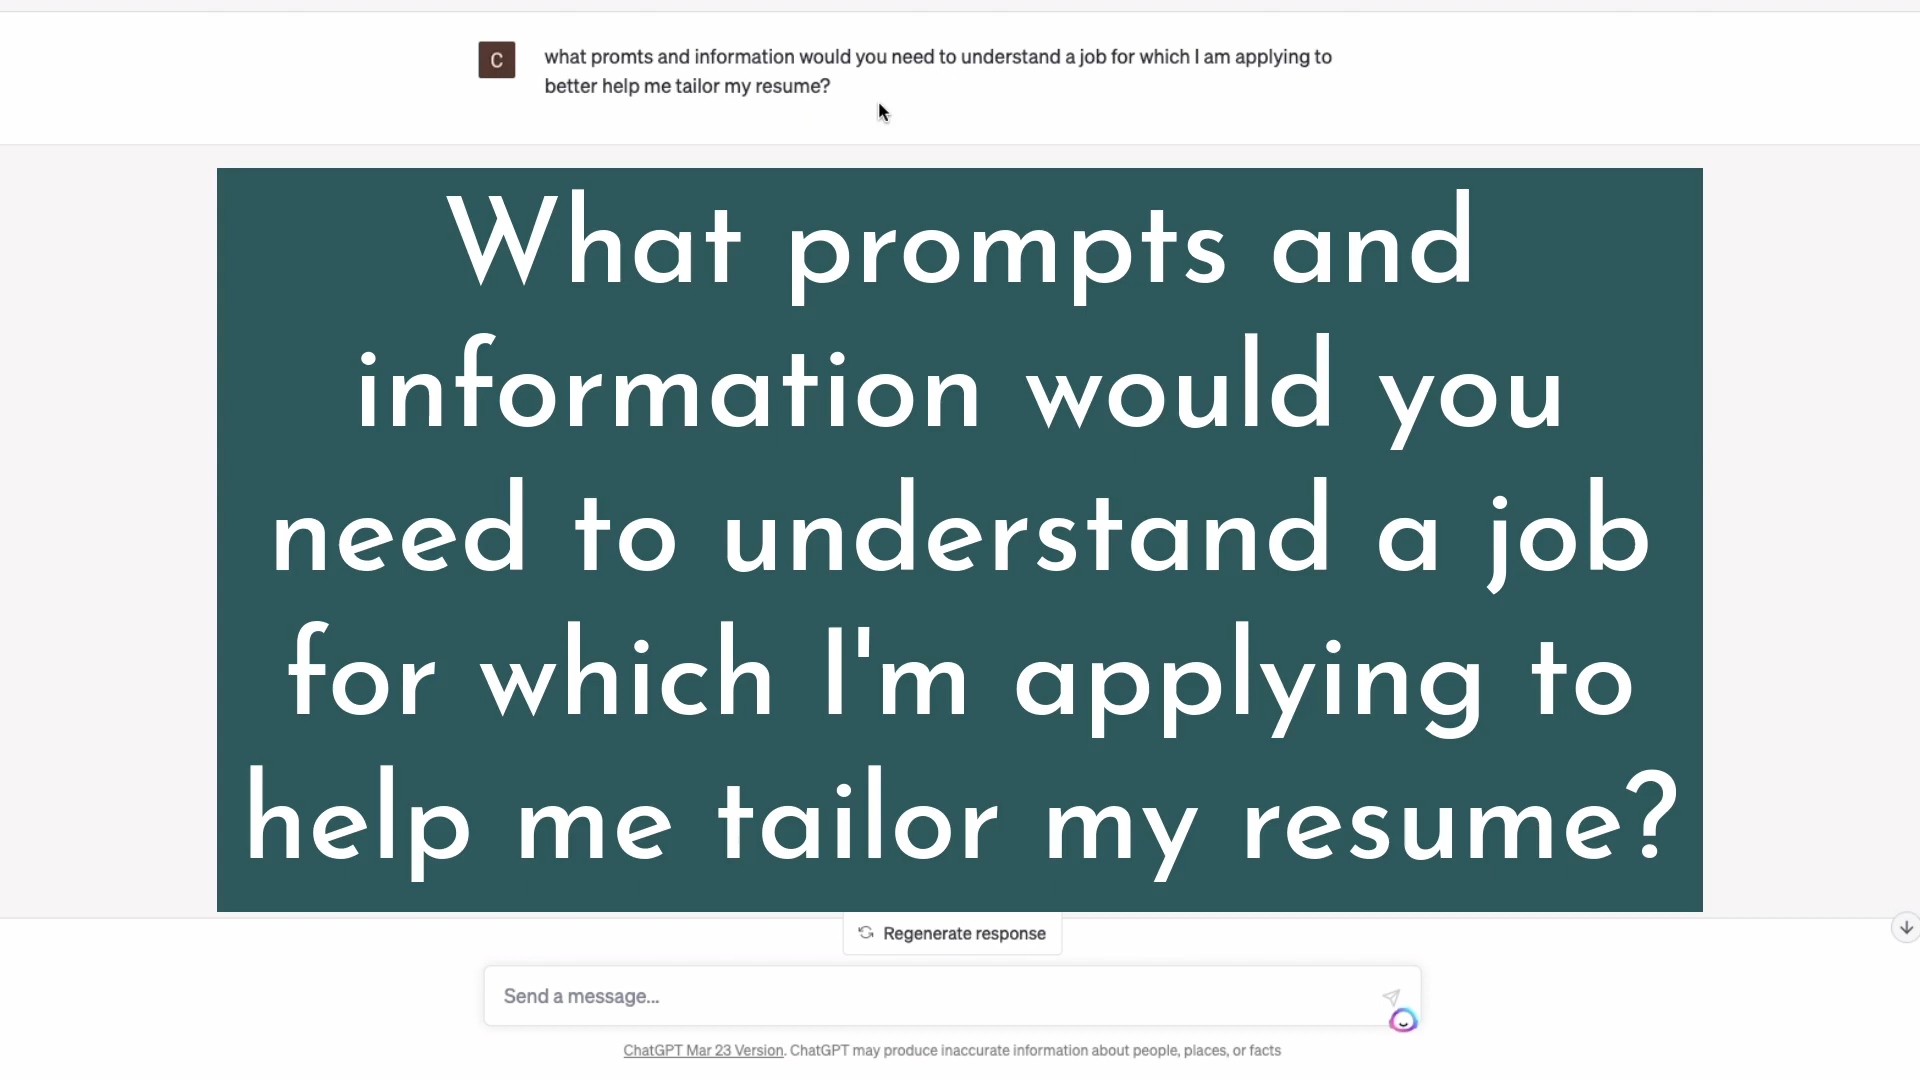 C
what promts and information would you need to understand a job for which I am applying to
better help me tailor my resume?
What prompts and
information would you
need to understand a job
for which I'm applying to
help me tailor my resume?
Regenerate response
Send a message...
ChatGPT Mar 23 Version. ChatGPT may produce inaccurate information about people, places, or facts